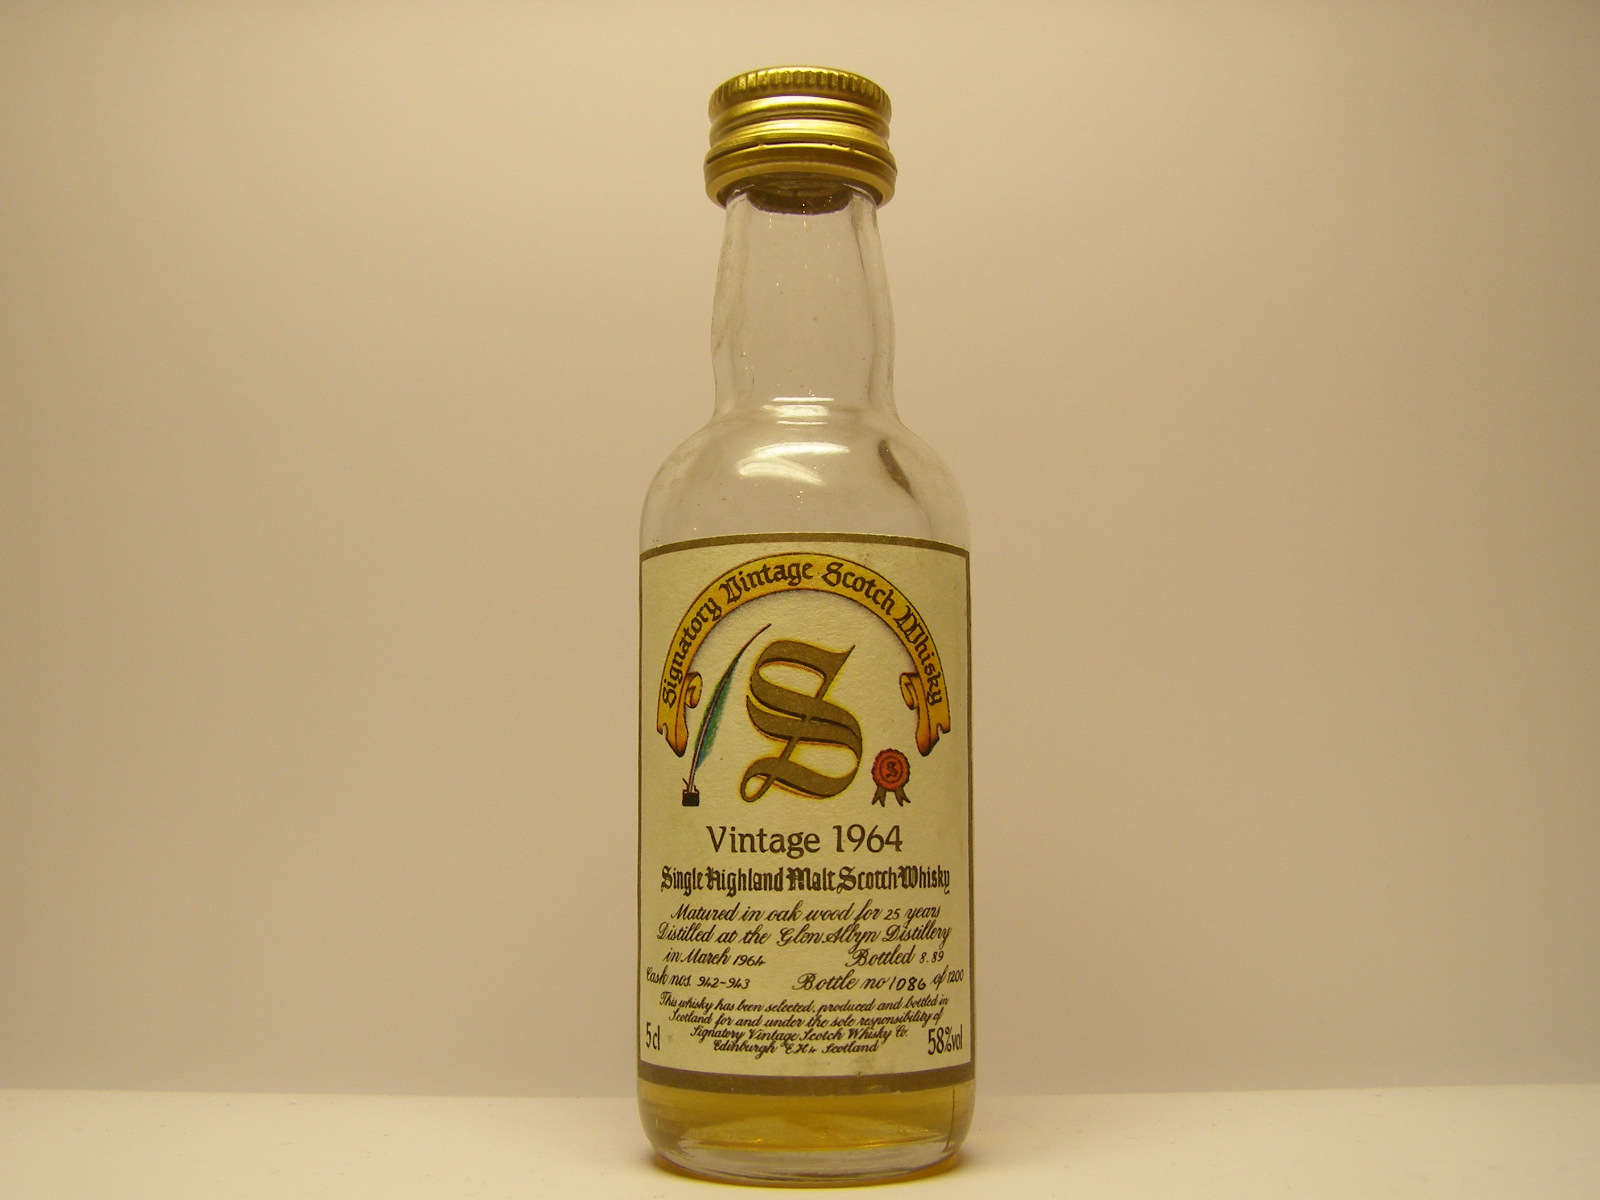 Signatory Vintage Scotch Whisky
S
S
Vintage 1964
Single Highland Malt Scotch Whisky
Matured in oak wood for 25 years
Distilled at the Glen Albyn Distillery
in March 1964 Bottled 8.89
Cask nos. 942-943 Bottle no 1086 of 1200
This whisky has been selected, produced and bottled in
Scotland for and under the sole responsibility of
Signatory Vintage Scotch Whisky Co.
Edinburgh EH4 Scotland
5cl 58%vol